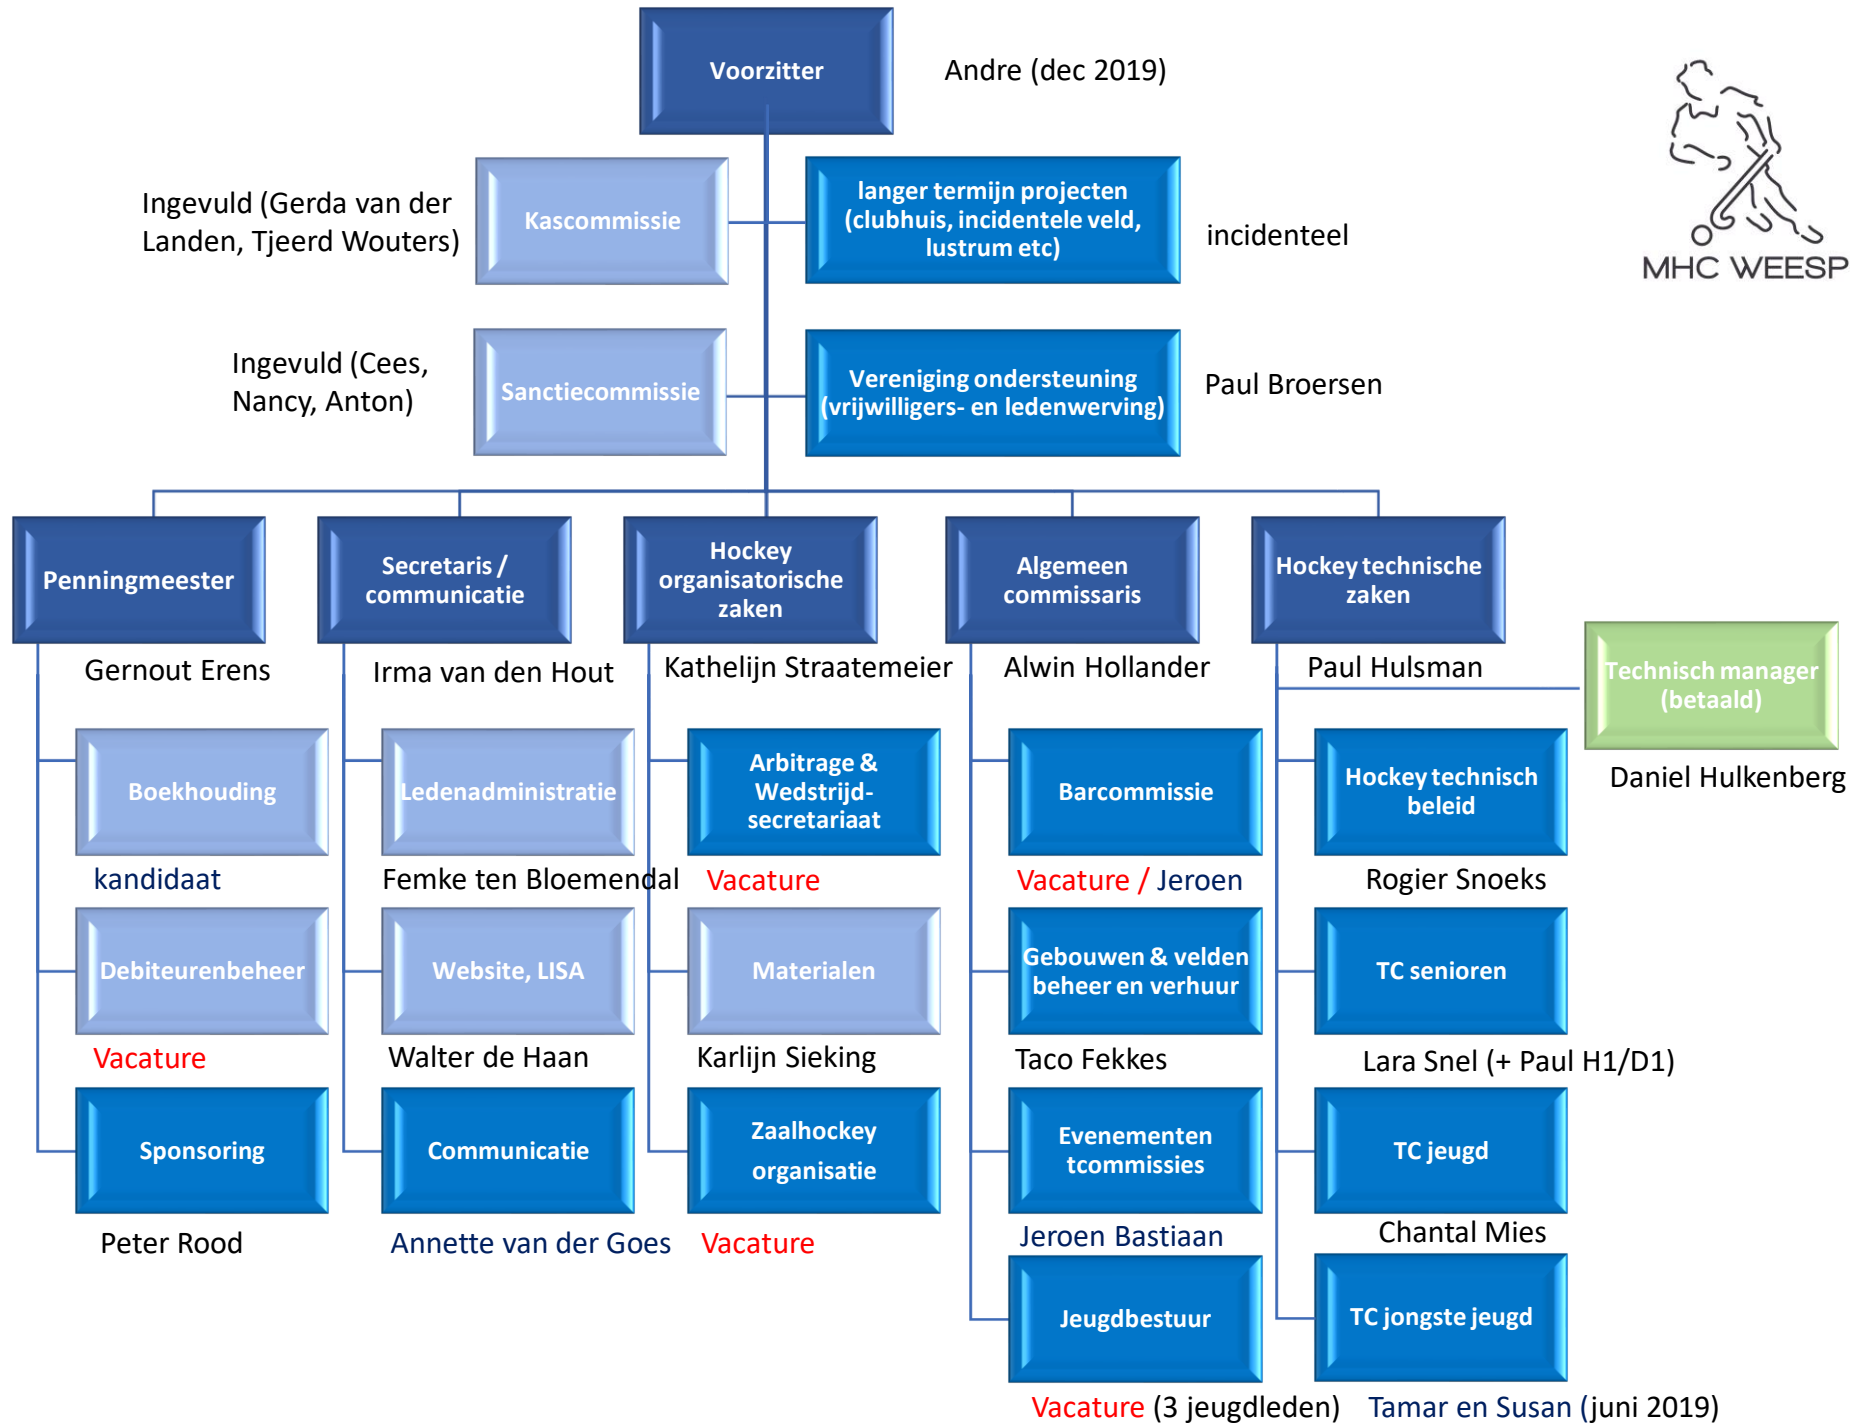 Voorzitter
Andre (dec 2019)
MHC WEESP
Ingevuld (Gerda van der
Landen, Tjeerd Wouters)
Kascommissie
langer termijn projecten
(clubhuis, incidentele veld,
lustrum etc)
incidenteel
Ingevuld (Cees,
Nancy, Anton)
Sanctiecommissie
Vereniging ondersteuning
(vrijwilligers- en ledenwerving)
Paul Broersen
Penningmeester
Gernout Erens
Secretaris /
communicatie
Irma van den Hout
Hockey
organisatorische
zaken
Kathelijn Straatemeier
Algemeen
commissaris
Alwin Hollander
Hockey technische
zaken
Paul Hulsman
Technisch manager
(betaald)
Daniel Hulkenberg
Boekhouding
kandidaat
Ledenadministratie
Femke ten Bloemendal
Arbitrage &
Wedstrijd-
secretariaat
Vacature
Barcommissie
Vacature / Jeroen
Hockey technisch
beleid
Rogier Snoeks
Debiteurenbeheer
Vacature
Website, LISA
Walter de Haan
Materialen
Karlijn Sieking
Gebouwen & velden
beheer en verhuur
Taco Fekkes
TC senioren
Lara Snel (+ Paul H1/D1)
Sponsoring
Peter Rood
Communicatie
Annette van der Goes
Zaalhockey
organisatie
Vacature
Evenementen
tcommissies
Jeroen Bastiaan
TC jeugd
Chantal Mies
Jeugdbestuur
Vacature (3 jeugdleden)
TC jongste jeugd
Tamar en Susan (juni 2019)